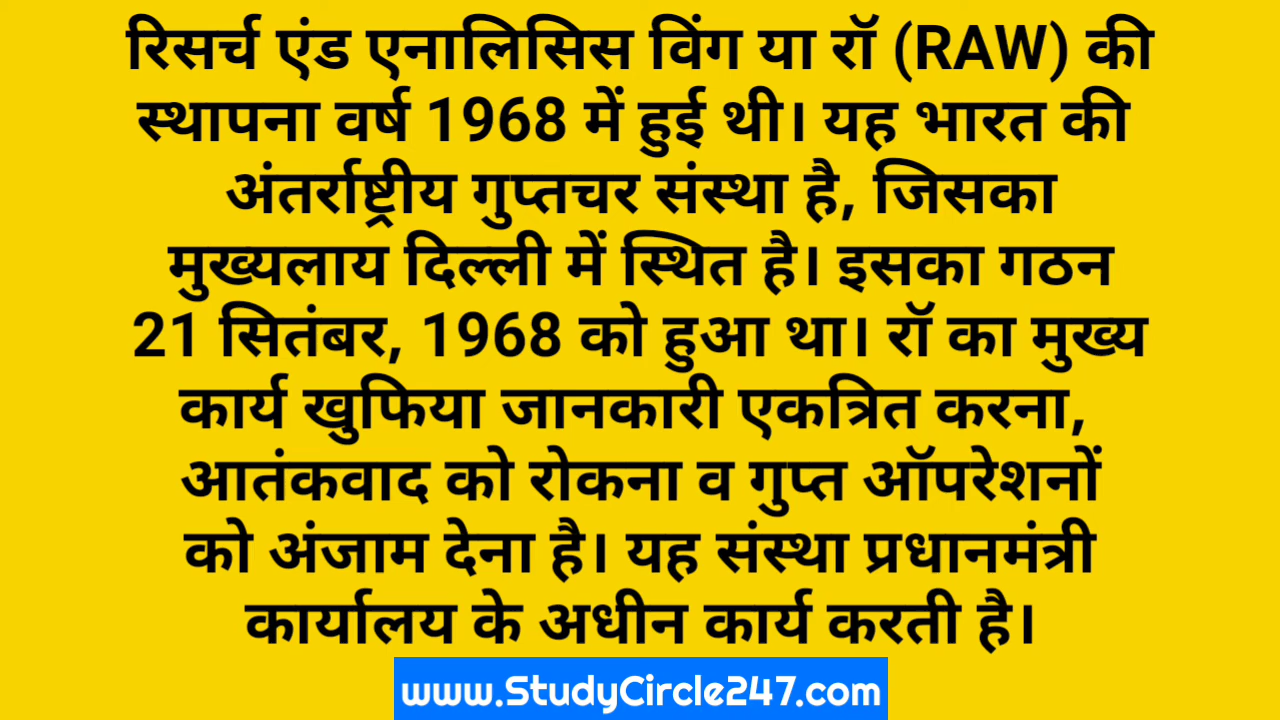 रिसर्च एंड एनालिसिस विंग या रॉ (RAW) की
स्थापना वर्ष 1968 में हुई थी। यह भारत की
अंतर्राष्ट्रीय गुप्तचर संस्था है, जिसका
मुख्यलाय दिल्ली में स्थित है। इसका गठन
21 सितंबर, 1968 को हुआ था। रॉ का मुख्य
कार्य खुफिया जानकारी एकत्रित करना,
आतंकवाद को रोकना व गुप्त ऑपरेशनों
को अंजाम देना है। यह संस्था प्रधानमंत्री
कार्यालय के अधीन कार्य करती है।
www.StudyCircle247.com